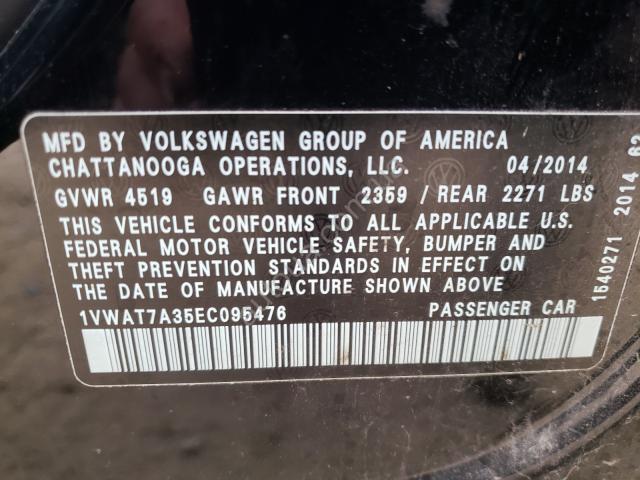 MFD BY VOLKSWAGEN GROUP OF AMERICA
CHATTANOOGA OPERATIONS, LLC. 04/2014
GVWR 4519 GAWR FRONT 2359 / REAR 2271 LBS
THIS VEHICLE CONFORMS TO ALL APPLICABLE U.S.
FEDERAL MOTOR VEHICLE SAFETY, BUMPER AND
THEFT PREVENTION STANDARDS IN EFFECT ON
THE DATE OF MANUFACTURE SHOWN ABOVE
1VWAT7A35EC095476 PASSENGER CAR
1540271 2014 62